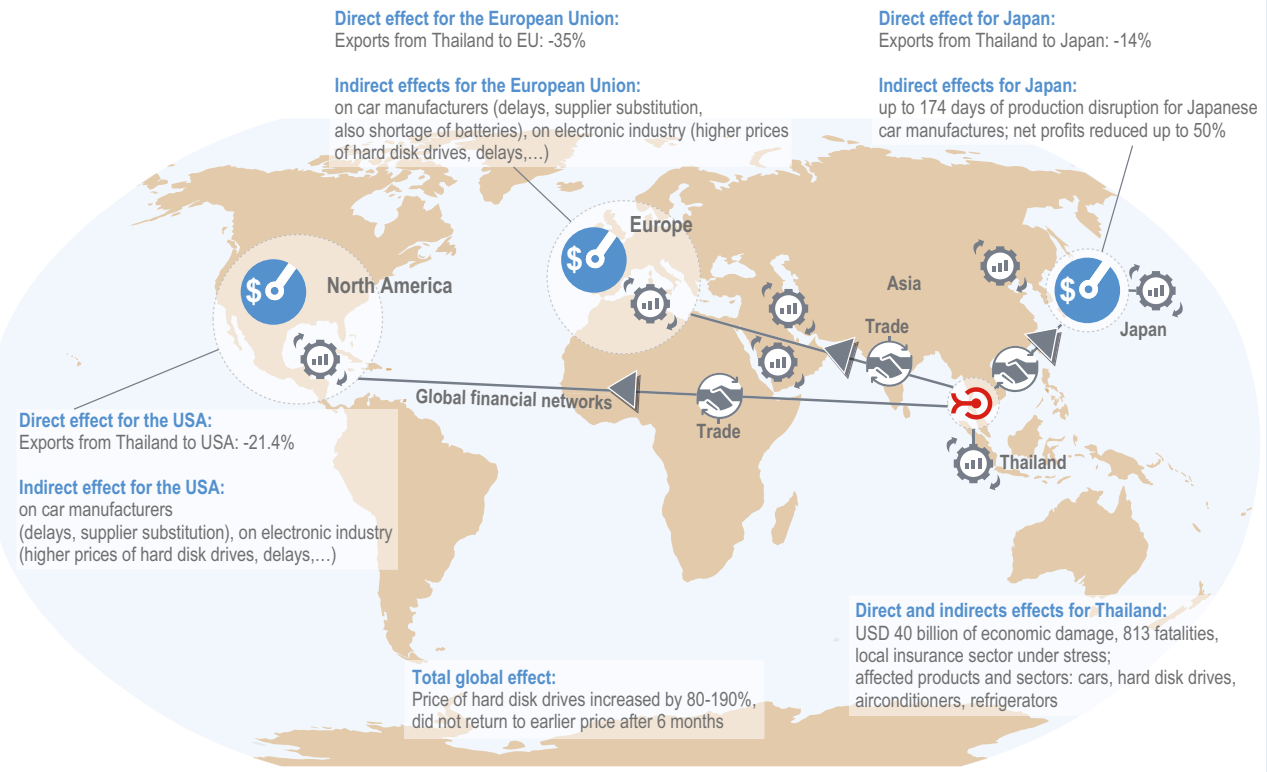 Direct effect for the European Union:
Exports from Thailand to EU: -35%
Indirect effects for the European Union:
on car manufacturers (delays, supplier substitution,
also shortage of batteries), on electronic industry (higher prices
of hard disk drives, delays,…)
Direct effect for Japan:
Exports from Thailand to Japan: -14%
Indirect effects for Japan:
up to 174 days of production disruption for Japanese
car manufactures; net profits reduced up to 50%
Europe
$
North America
$
Asia
$
Japan
Trade
Global financial networks
Trade
Thailand
Direct effect for the USA:
Exports from Thailand to USA: -21.4%
Indirect effect for the USA:
on car manufacturers
(delays, supplier substitution), on electronic industry
(higher prices of hard disk drives, delays,…)
Direct and indirects effects for Thailand:
USD 40 billion of economic damage, 813 fatalities,
local insurance sector under stress;
affected products and sectors: cars, hard disk drives,
airconditioners, refrigerators
Total global effect:
Price of hard disk drives increased by 80-190%,
did not return to earlier price after 6 months